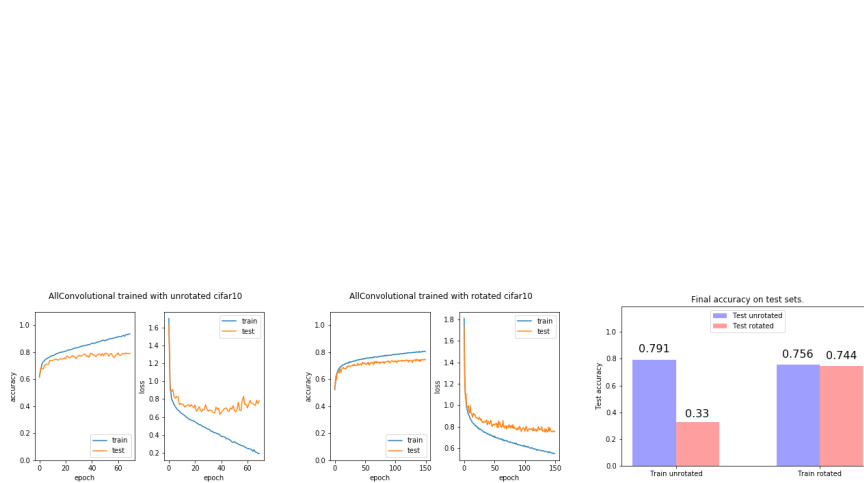 AllConvolutional trained with unrotated cifar10
accuracy
1.0
0.8
0.6
0.4
0.2
0.0
train
test
0 20 40 60
epoch
loss
1.6
1.4
1.2
1.0
0.8
0.6
0.4
0.2
train
test
0 20 40 60
epoch
AllConvolutional trained with rotated cifar10
accuracy
1.0
0.8
0.6
0.4
0.2
0.0
train
test
0 50 100 150
epoch
loss
1.8
1.6
1.4
1.2
1.0
0.8
0.6
train
test
0 50 100 150
epoch
Final accuracy on test sets.
Test accuracy
1.0
0.8
0.6
0.4
0.2
0.0
Test unrotated
Test rotated
0.791
0.33
0.756
0.744
Train unrotated
Train rotated